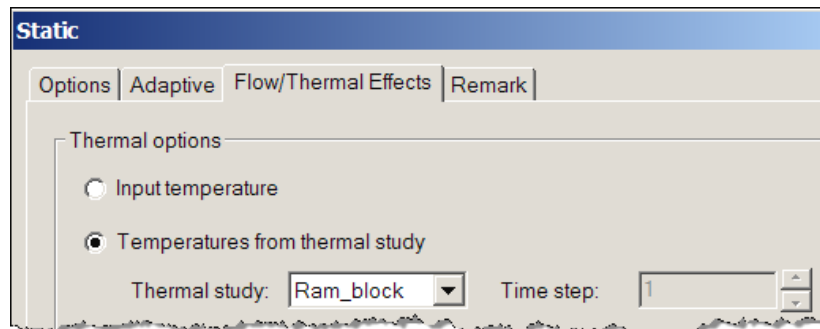 Static
Options Adaptive Flow/Thermal Effects Remark
Thermal options
Input temperature
Temperatures from thermal study
Thermal study: Ram_block Time step: 1